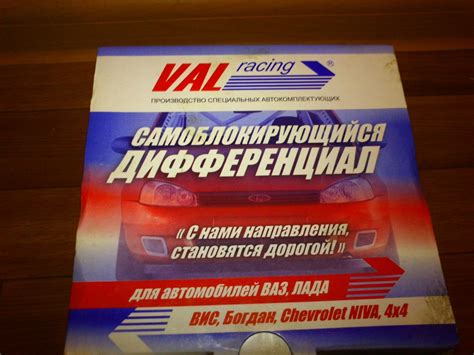 VAL racing ®
ПРОИЗВОДСТВО СПЕЦИАЛЬНЫХ АВТОКОМПЛЕКТУЮЩИХ
САМОБЛОКИРУЮЩИЙСЯ
ДИФФЕРЕНЦИАЛ
« С нами направления,
становятся дорогой! »
для автомобилей ВАЗ, ЛАДА
ВИС, Богдан, Chevrolet NIVA, 4x4